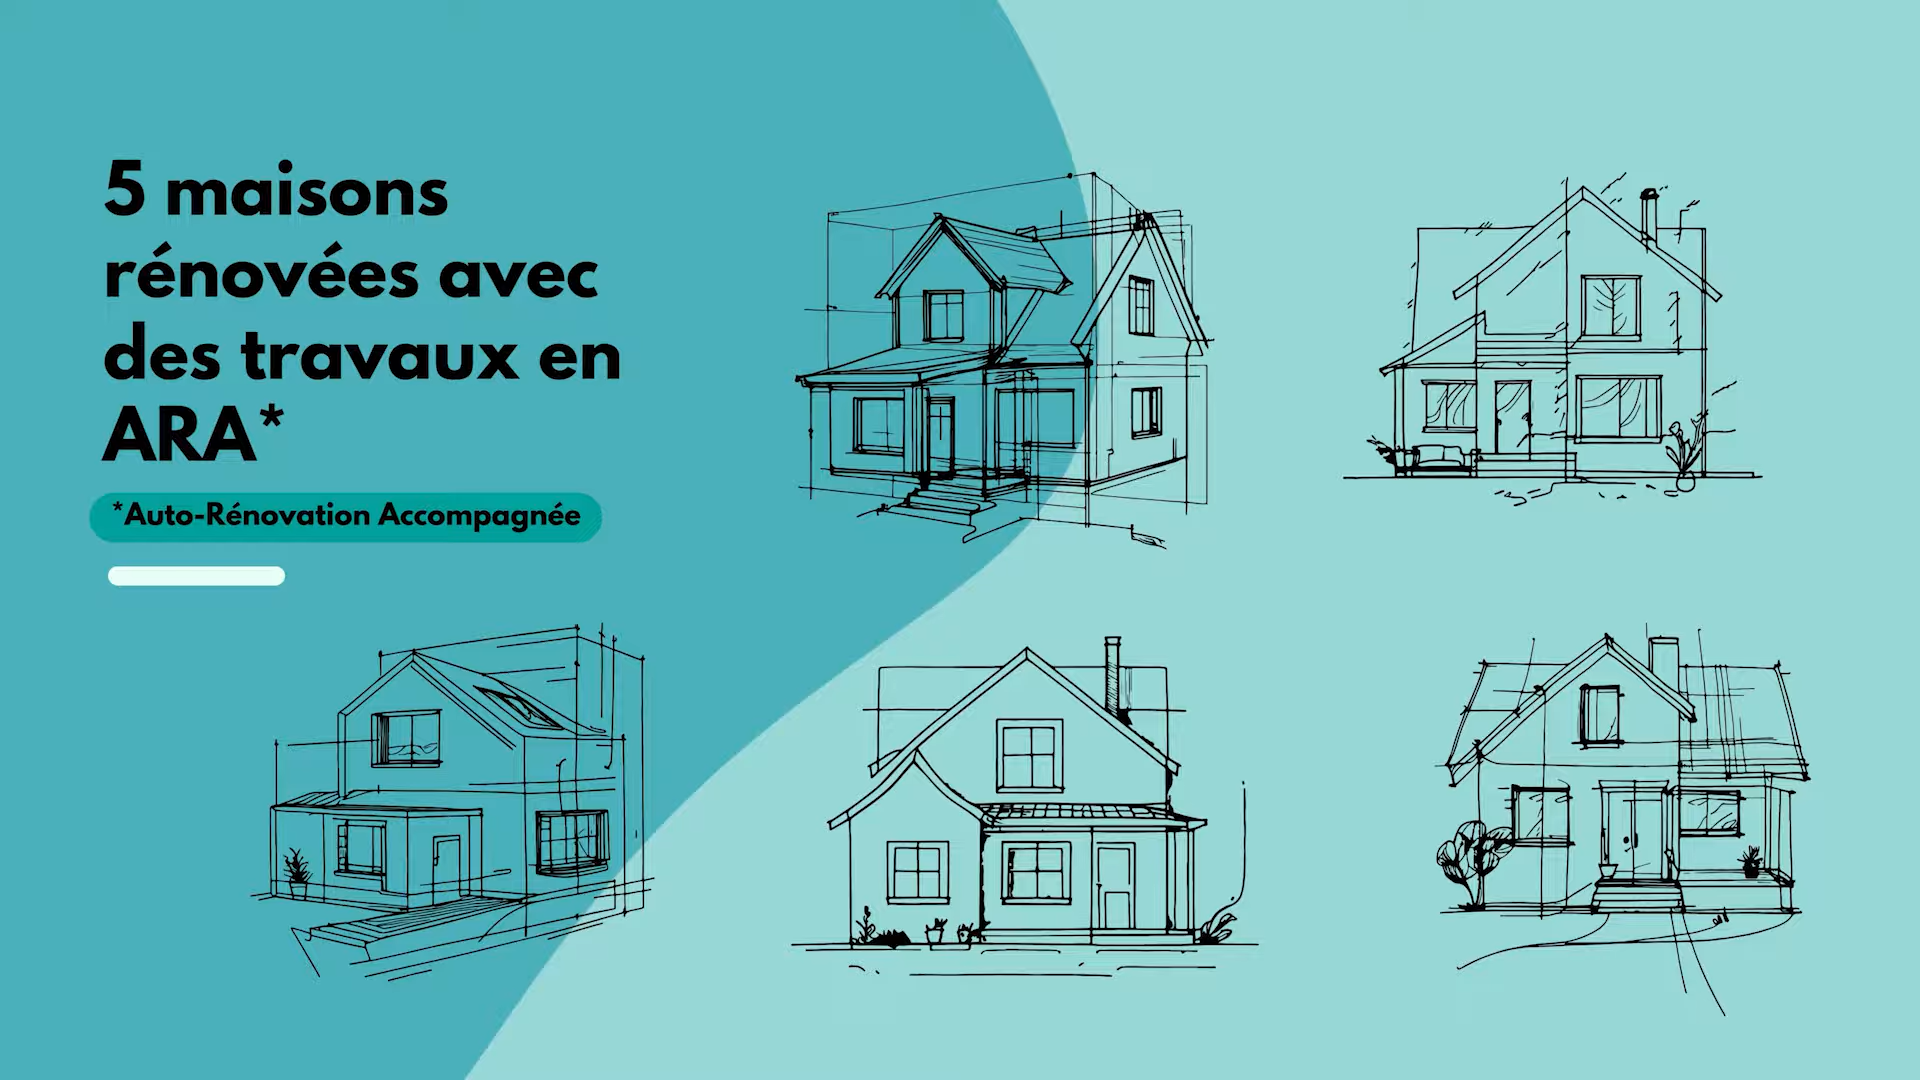 5 maisons
rénovées avec
des travaux en
ARA*
*Auto-Rénovation Accompagnée